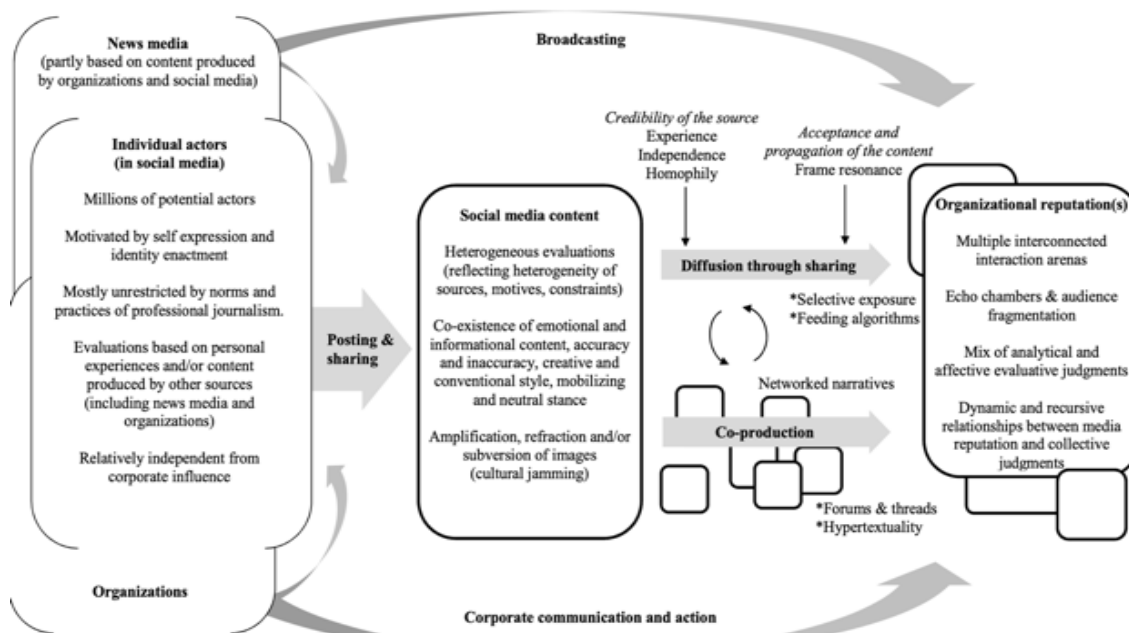 News media
(partly based on content produced
by organizations and social media)
Individual actors
(in social media)
Millions of potential actors
Motivated by self expression and
identity enactment
Mostly unrestricted by norms and
practices of professional journalism.
Evaluations based on personal
experiences and/or content
produced by other sources
(including news media and
organizations)
Relatively independent from
corporate influence
Organizations
Posting &
sharing
Broadcasting
Social media content
Heterogeneous evaluations
(reflecting heterogeneity of
sources, motives, constraints)
Co-existence of emotional and
informational content, accuracy
and inaccuracy, creative and
conventional style, mobilizing
and neutral stance
Amplification, refraction and/or
subversion of images
(cultural jamming)
Credibility of the source
Experience
Independence
Homophily
Acceptance and
propagation of the content
Frame resonance
Diffusion through sharing
*Selective exposure
*Feeding algorithms
Networked narratives
Co-production
*Forums & threads
*Hypertextuality
Organizational reputation(s)
Multiple interconnected
interaction arenas
Echo chambers & audience
fragmentation
Mix of analytical and
affective evaluative judgments
Dynamic and recursive
relationships between media
reputation and collective
judgments
Corporate communication and action